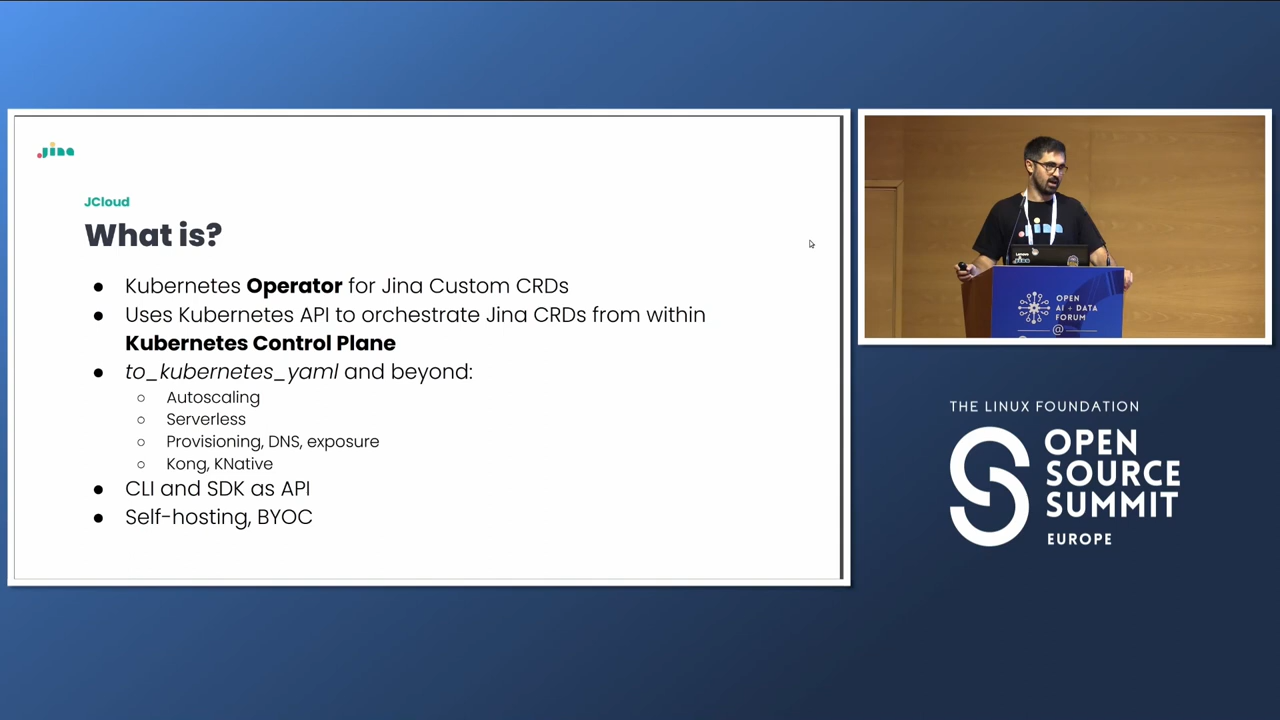 Jina
JCloud
What is?
● Kubernetes Operator for Jina Custom CRDs
● Uses Kubernetes API to orchestrate Jina CRDs from within
Kubernetes Control Plane
● to_kubernetes_yaml and beyond:
○ Autoscaling
○ Serverless
○ Provisioning, DNS, exposure
○ Kong, KNative
● CLI and SDK as API
● Self-hosting, BYOC
Jina
OPEN
AI + DATA
FORUM
@
THE LINUX FOUNDATION
OPEN
SOURCE
SUMMIT
EUROPE